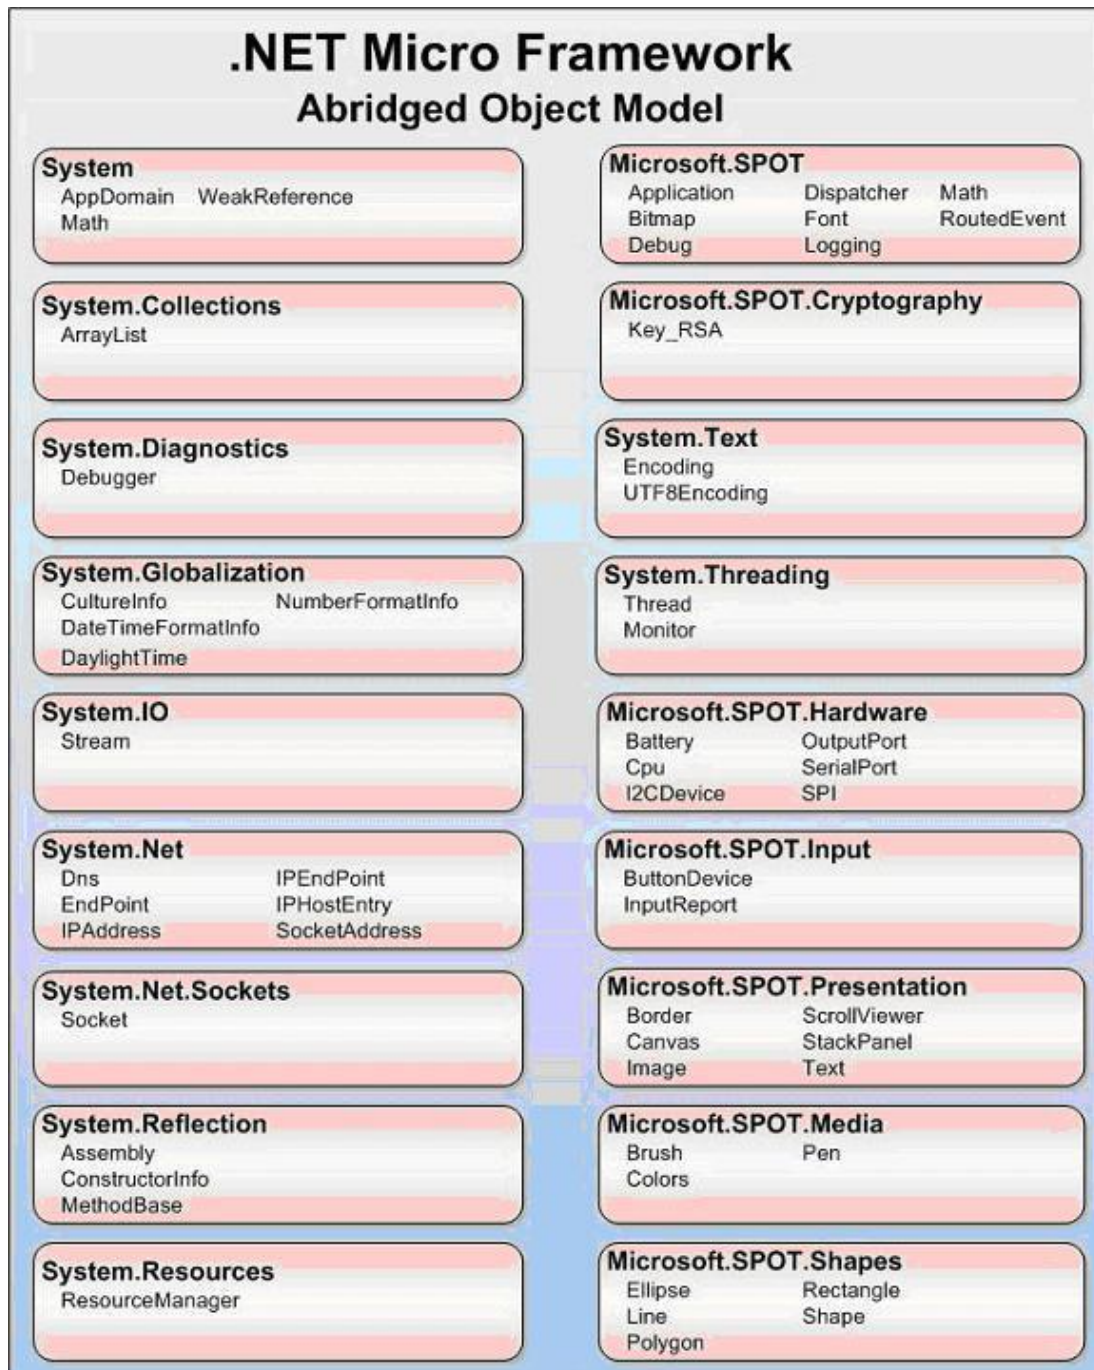 .NET Micro Framework
Abridged Object Model
System
AppDomain WeakReference
Math
System.Collections
ArrayList
System.Diagnostics
Debugger
System.Globalization
CultureInfo NumberFormatInfo
DateTimeFormatInfo
DaylightTime
System.IO
Stream
System.Net
Dns IPEndPoint
EndPoint IPHostEntry
IPAddress SocketAddress
System.Net.Sockets
Socket
System.Reflection
Assembly
ConstructorInfo
MethodBase
System.Resources
ResourceManager
Microsoft.SPOT
Application Dispatcher Math
Bitmap Font RoutedEvent
Debug Logging
Microsoft.SPOT.Cryptography
Key_RSA
System.Text
Encoding
UTF8Encoding
System.Threading
Thread
Monitor
Microsoft.SPOT.Hardware
Battery OutputPort
Cpu SerialPort
I2CDevice SPI
Microsoft.SPOT.Input
ButtonDevice
InputReport
Microsoft.SPOT.Presentation
Border ScrollViewer
Canvas StackPanel
Image Text
Microsoft.SPOT.Media
Brush Pen
Colors
Microsoft.SPOT.Shapes
Ellipse Rectangle
Line Shape
Polygon